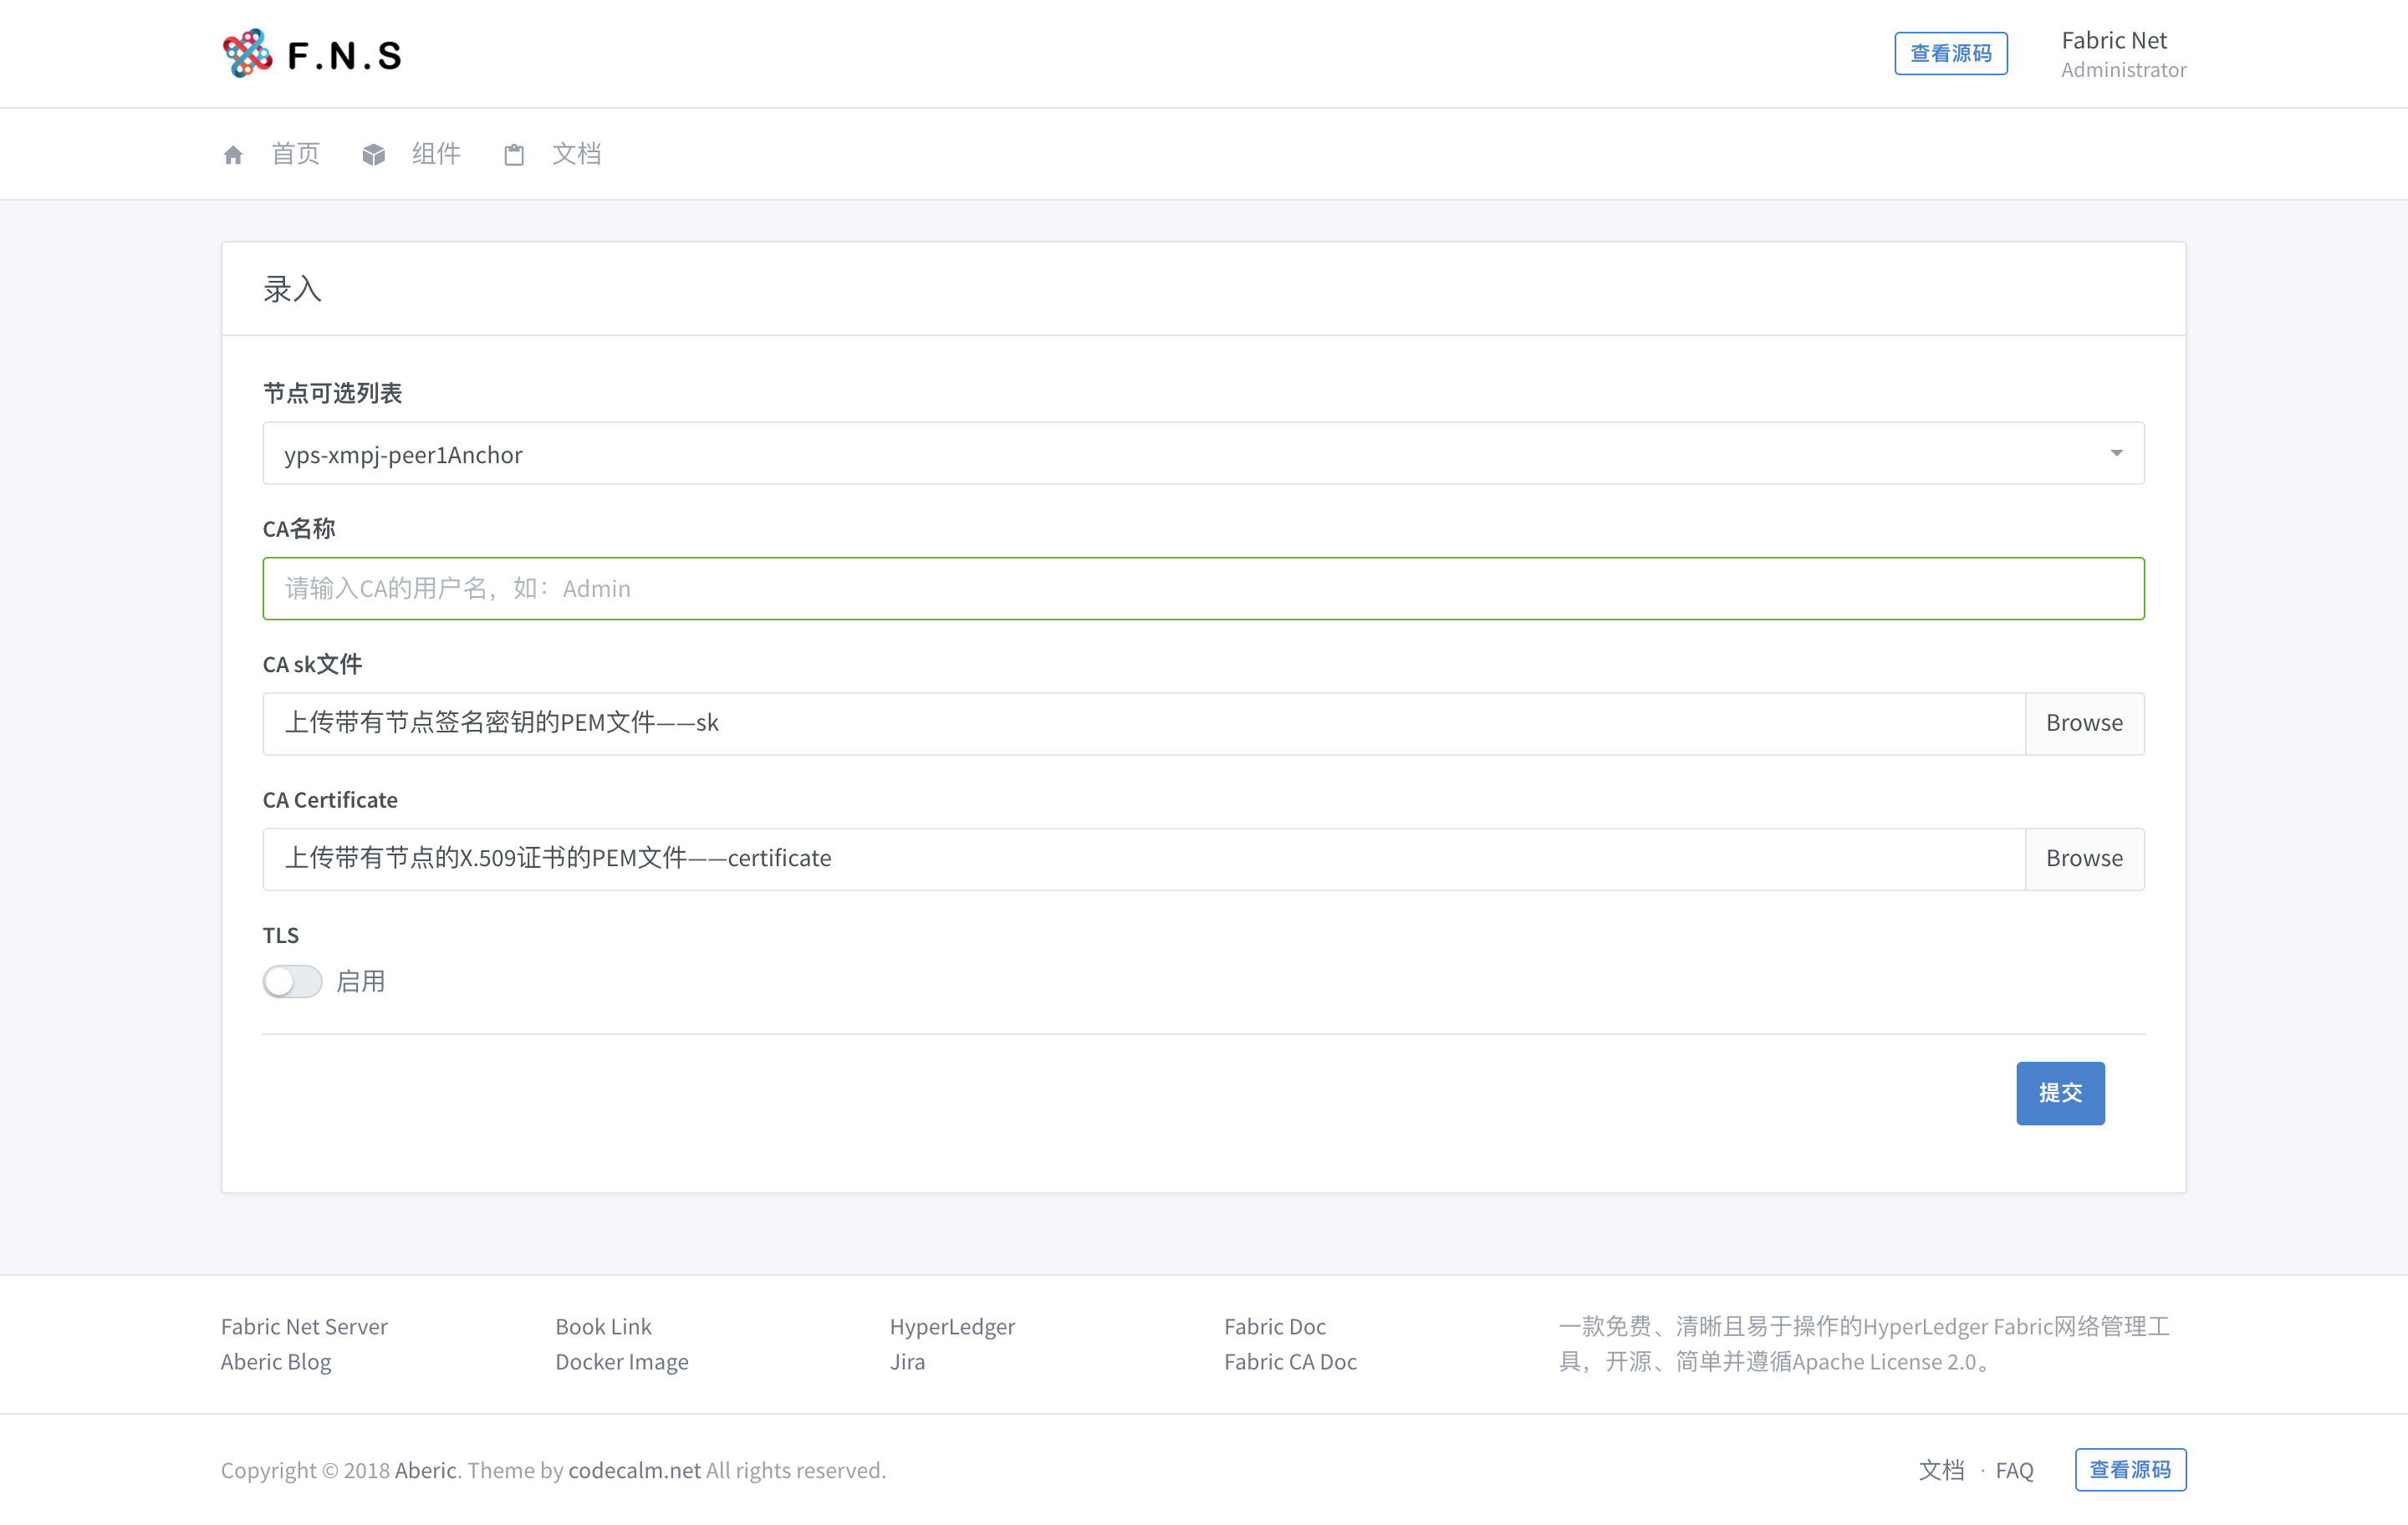 F.N.S
查看源码
Fabric Net
Administrator
首页
组件
文档
录入
节点可选列表
yps-xmpj-peer1Anchor
CA名称
请输入CA的用户名，如：Admin
CA sk文件
上传带有节点签名密钥的PEM文件——sk
Browse
CA Certificate
上传带有节点的X.509证书的PEM文件——certificate
Browse
TLS
启用
提交
Fabric Net Server
Aberic Blog
Book Link
Docker Image
HyperLedger
Jira
Fabric Doc
Fabric CA Doc
一款免费、清晰且易于操作的HyperLedger Fabric网络管理工
具，开源、简单并遵循Apache License 2.0。
Copyright © 2018 Aberic. Theme by codecalm.net All rights reserved.
文档 · FAQ
查看源码